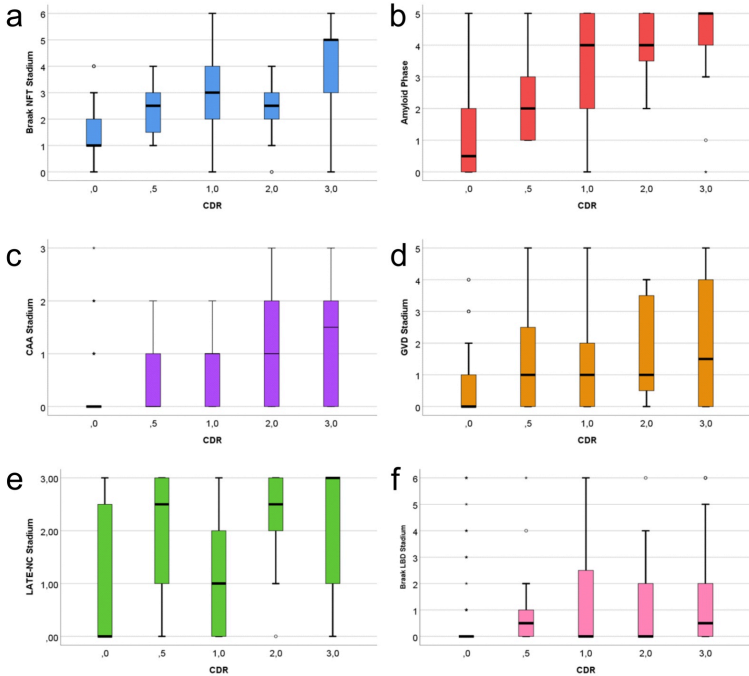 a
Braak NFT Stadium
6
5
4
3
2
1
0
,0 ,5 1,0 2,0 3,0
CDR
b
Amyloid Phase
5
4
3
2
1
0
,0 ,5 1,0 2,0 3,0
CDR
c
CAA Stadium
3
2
1
0
,0 ,5 1,0 2,0 3,0
CDR
d
GVD Stadium
5
4
3
2
1
0
,0 ,5 1,0 2,0 3,0
CDR
e
LATE-NC Stadium
3,00
2,00
1,00
,00
,0 ,5 1,0 2,0 3,0
CDR
f
Braak LBD Stadium
6
5
4
3
2
1
0
,0 ,5 1,0 2,0 3,0
CDR